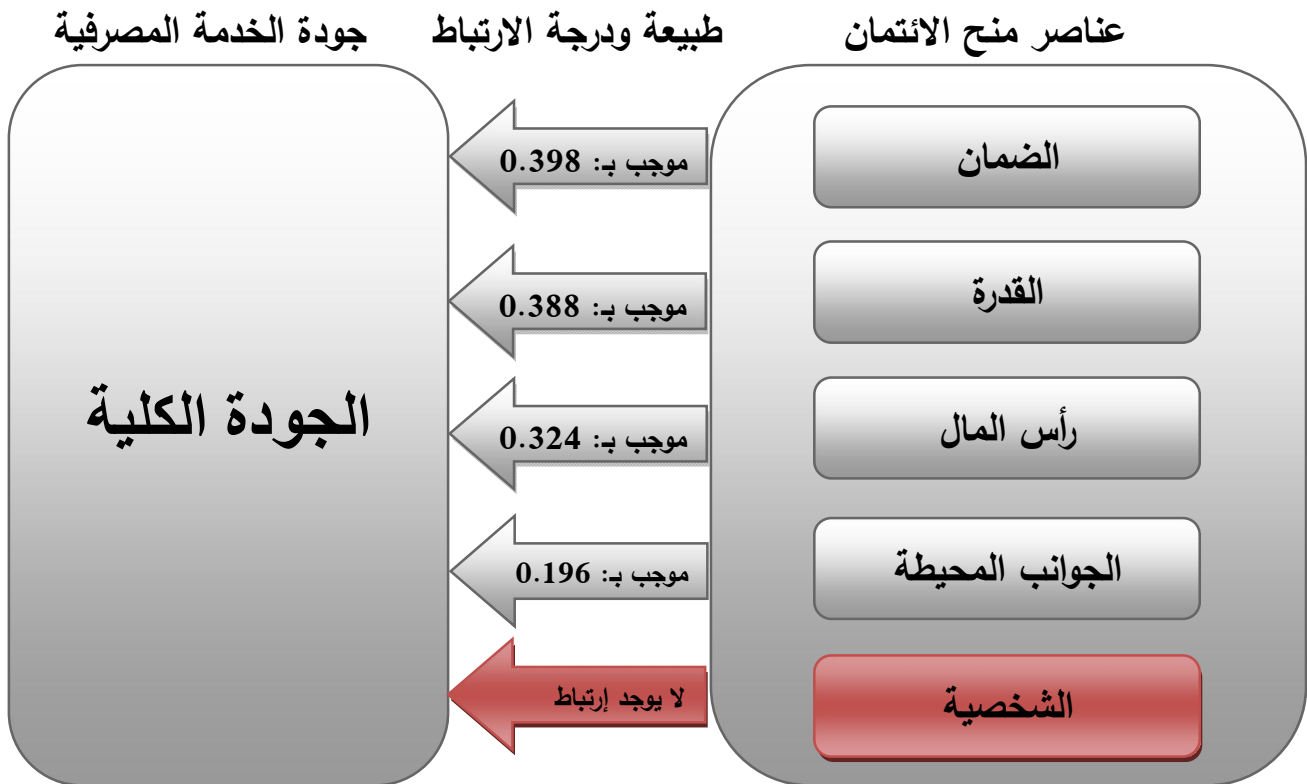 عناصر منح الائتمان
طبيعة ودرجة الارتباط
جودة الخدمة المصرفية
الضمان
موجب بـ: 0.398
القدرة
موجب بـ: 0.388
رأس المال
موجب بـ: 0.324
الجوانب المحيطة
موجب بـ: 0.196
الشخصية
لا يوجد إرتباط
الجودة الكلية